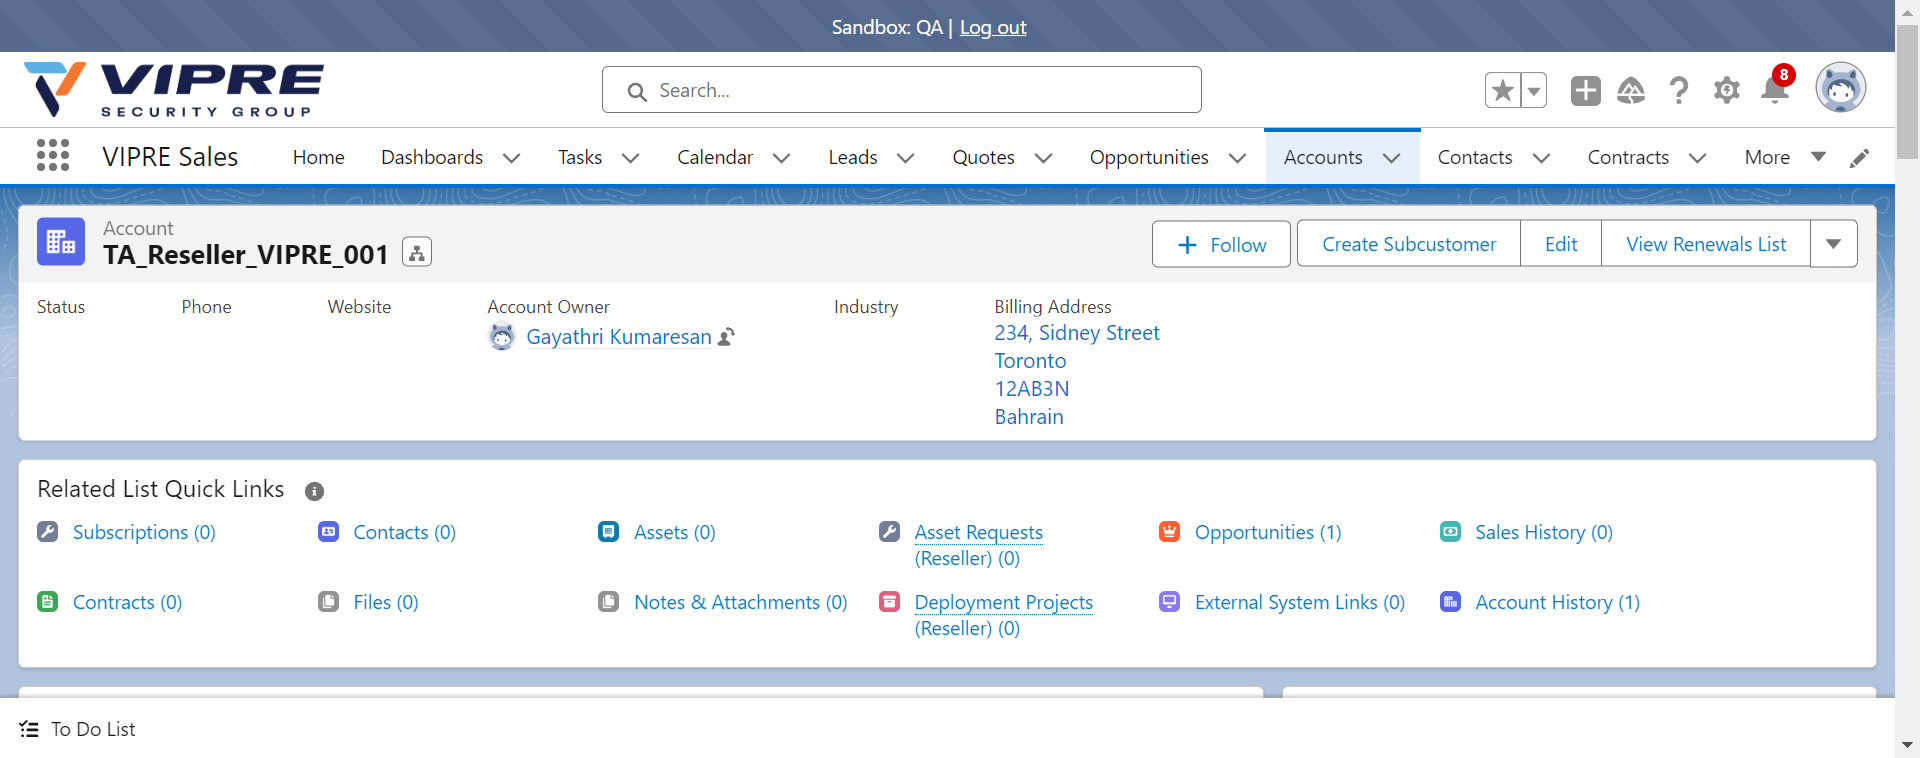 Sandbox: QA | Log out
VIPRE
SECURITY GROUP
Search...
8
VIPRE Sales
Home
Dashboards
Tasks
Calendar
Leads
Quotes
Opportunities
Accounts
Contacts
Contracts
More
Account
TA_Reseller_VIPRE_001
Follow
Create Subcustomer
Edit
View Renewals List
Status
Phone
Website
Account Owner
Gayathri Kumaresan
Industry
Billing Address
234, Sidney Street
Toronto
12AB3N
Bahrain
Related List Quick Links
Subscriptions (0)
Contacts (0)
Assets (0)
Asset Requests
(Reseller) (0)
Opportunities (1)
Sales History (0)
Contracts (0)
Files (0)
Notes & Attachments (0)
Deployment Projects
(Reseller) (0)
External System Links (0)
Account History (1)
To Do List